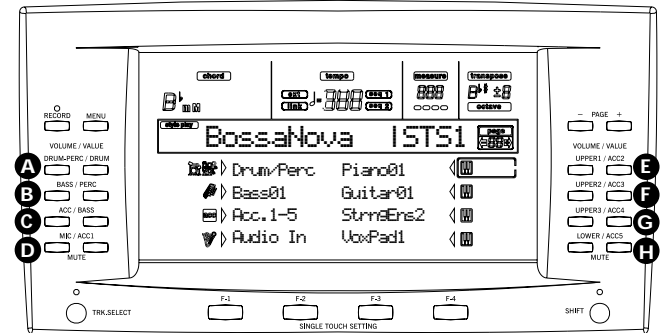 chord
tempo
measure
transpose
ext
seq 1
link
seq 2
octave
RECORD MENU
− PAGE +
style play
BossaNova |STS1
page
VOLUME / VALUE
VOLUME / VALUE
A DRUM-PERC / DRUM
Drum/Perc Piano01
UPPER1 / ACC2 E
B BASS / PERC
Bass01 Guitar01
UPPER2 / ACC3 F
C ACC / BASS
Acc.1-5 StrngEns2
UPPER3 / ACC4 G
D MIC / ACC1
Audio In VoxPad1
LOWER / ACC5 H
MUTE
MUTE
TRK.SELECT
F-1 F-2 F-3 F-4
SHIFT
SINGLE TOUCH SETTING